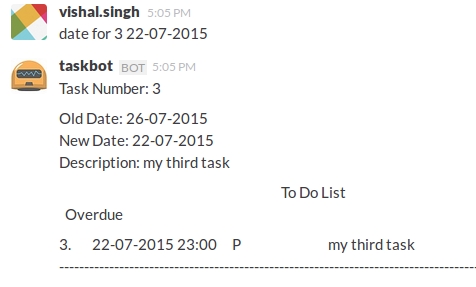 vishal.singh 5:05 PM
date for 3 22-07-2015
taskbot BOT 5:05 PM
Task Number: 3
Old Date: 26-07-2015
New Date: 22-07-2015
Description: my third task
To Do List
Overdue
3. 22-07-2015 23:00 P my third task
--------------------------------------------------------------------------------